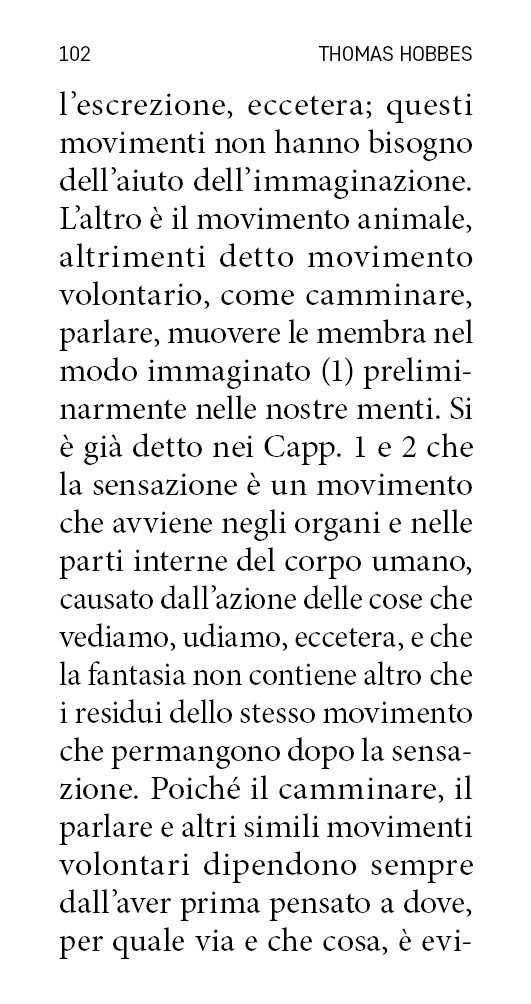 102 THOMAS HOBBES
l’escrezione, eccetera; questi
movimenti non hanno bisogno
dell’aiuto dell’immaginazione.
L’altro è il movimento animale,
altrimenti detto movimento
volontario, come camminare,
parlare, muovere le membra nel
modo immaginato (1) prelimi-
narmente nelle nostre menti. Si
è già detto nei Capp. 1 e 2 che
la sensazione è un movimento
che avviene negli organi e nelle
parti interne del corpo umano,
causato dall’azione delle cose che
vediamo, udiamo, eccetera, e che
la fantasia non contiene altro che
i residui dello stesso movimento
che permangono dopo la sensa-
zione. Poiché il camminare, il
parlare e altri simili movimenti
volontari dipendono sempre
dall’aver prima pensato a dove,
per quale via e che cosa, è evi-